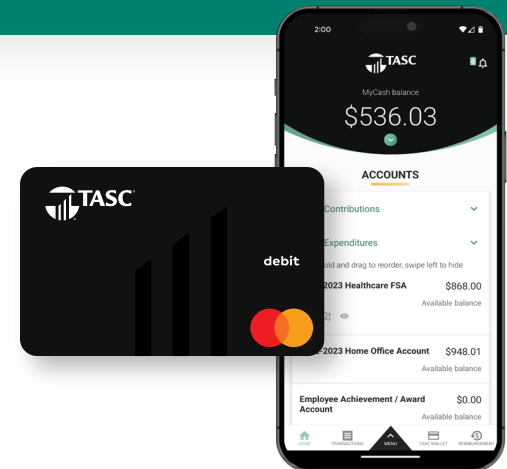 2:00
TASC
MyCash balance
$536.03
ACCOUNTS
Contributions
Expenditures
old and drag to reorder, swipe left to hide
2023 Healthcare FSA $868.00
Available balance
-2023 Home Office Account $948.01
Available balance
Employee Achievement / Award $0.00
Account
Available balance
HOME TRANSACTIONS MENU TASC WALLET REIMBURSEMENT
TASC
debit